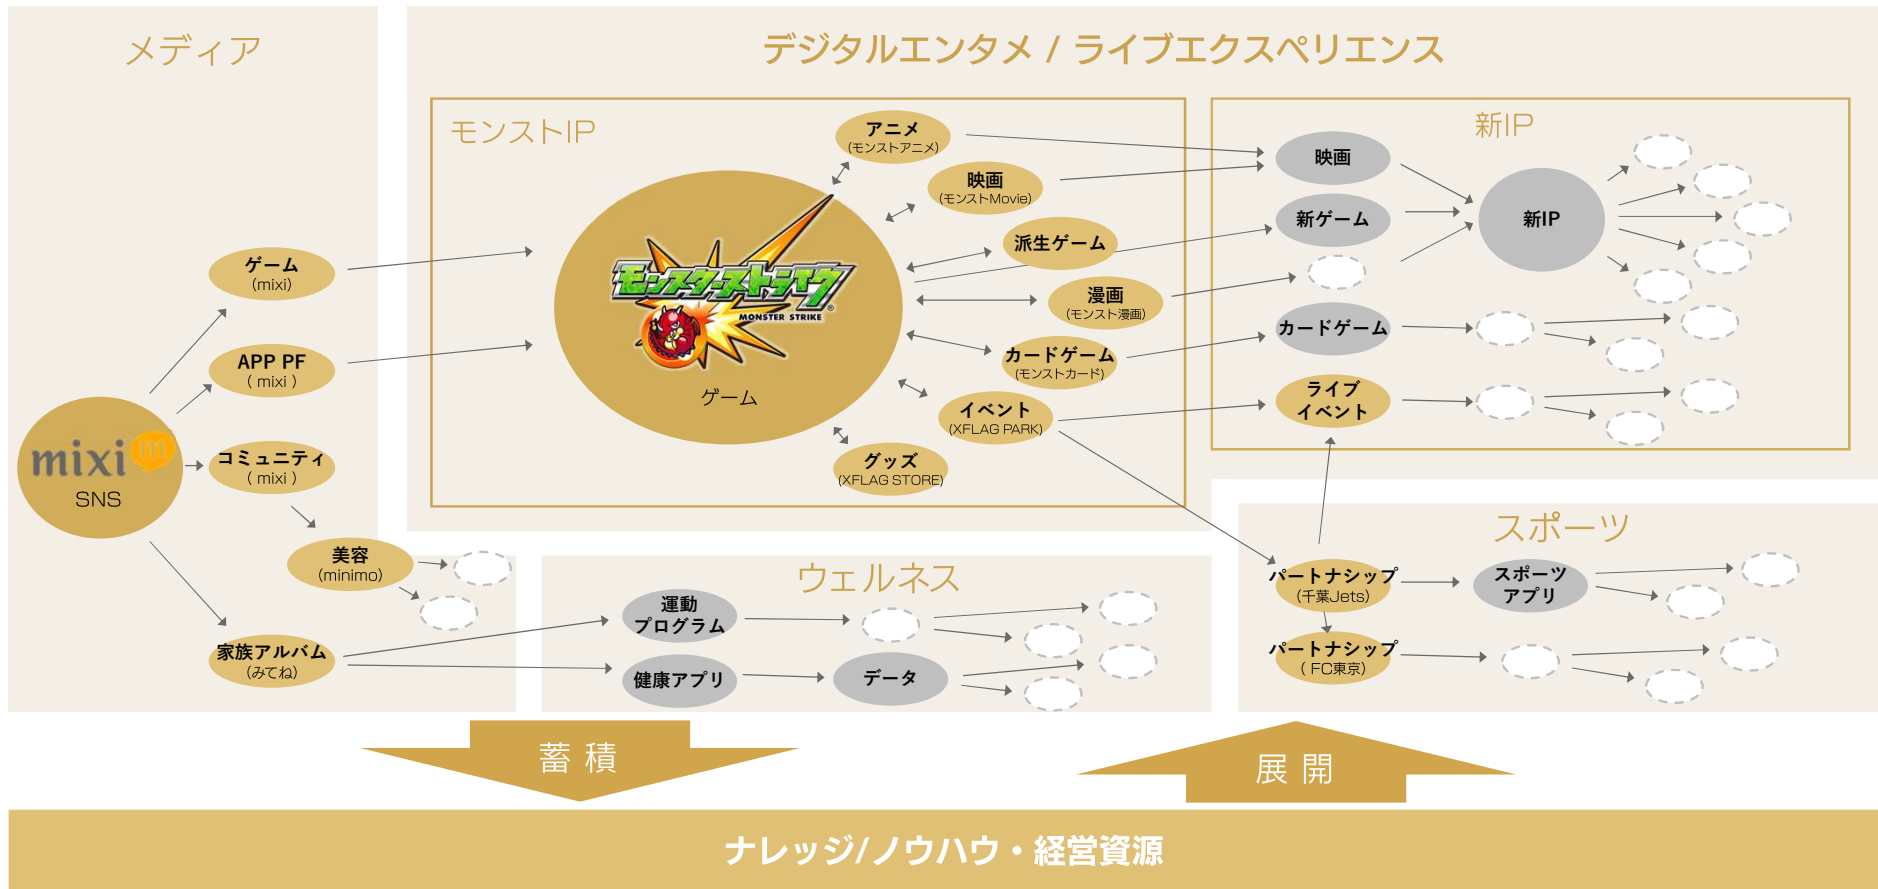 メディア
デジタルエンタメ / ライブエクスペリエンス
モンストIP
新IP
アニメ
(モンストアニメ)
映画
(モンストMovie)
派生ゲーム
漫画
(モンスト漫画)
カードゲーム
(モンストカード)
イベント
(XFLAG PARK)
グッズ
(XFLAG STORE)
モンスターストライク
MONSTER STRIKE
ゲーム
映画
新ゲーム
カードゲーム
ライブ
イベント
新IP
ゲーム
(mixi)
APP PF
( mixi )
mixi
m
SNS
コミュニティ
( mixi )
美容
(minimo)
家族アルバム
(みてね)
ウェルネス
運動
プログラム
健康アプリ
データ
スポーツ
パートナシップ
(千葉Jets)
スポーツ
アプリ
パートナシップ
( FC東京)
蓄 積
展 開
ナレッジ/ノウハウ・経営資源